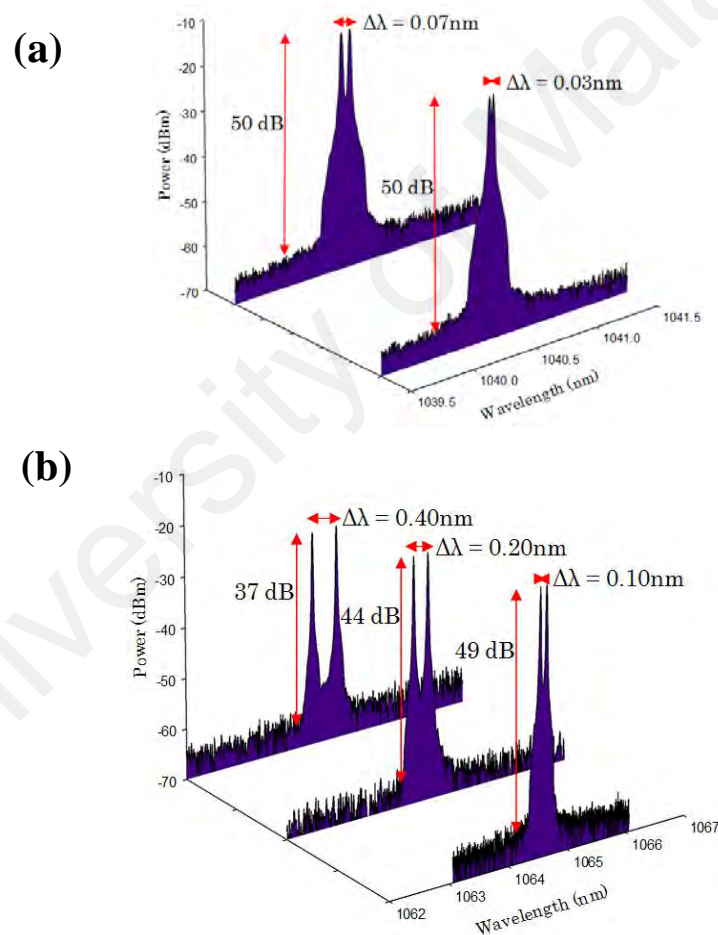 (a)
Δλ = 0.07nm
Δλ = 0.03nm
50 dB
50 dB
Power (dBm)
-10
-20
-30
-40
-50
-60
-70
1039.5
1040.0
1040.5
1041.0
1041.5
Wavelength (nm)
(b)
Δλ = 0.40nm
Δλ = 0.20nm
Δλ = 0.10nm
37 dB
44 dB
49 dB
Power (dBm)
-10
-20
-30
-40
-50
-60
-70
1062
1063
1064
1065
1066
1067
Wavelength (nm)
iversity of Mala